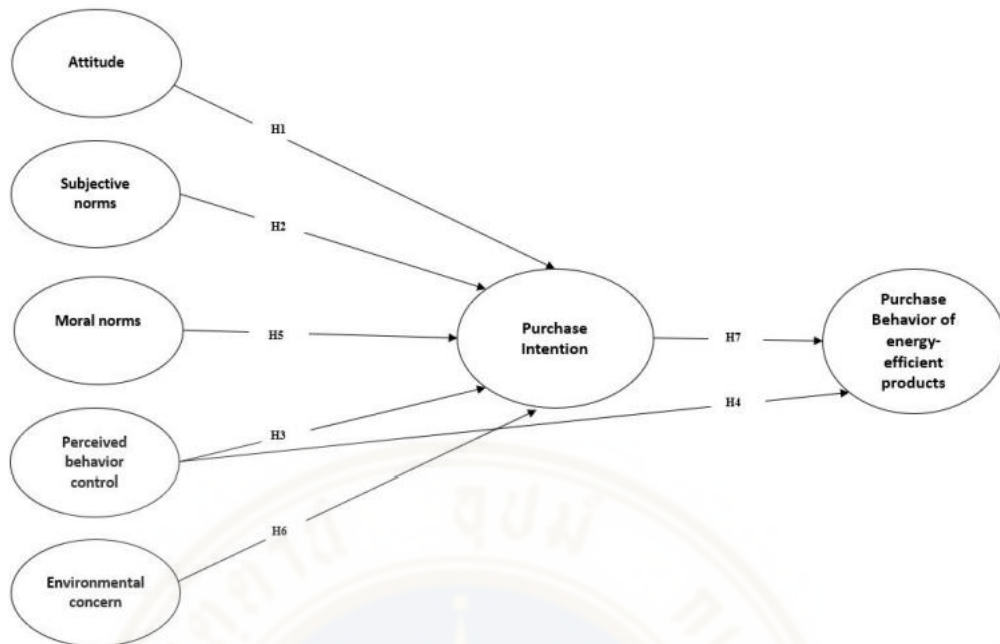 Attitude
H1
Subjective
norms
H2
Moral norms
H5
Purchase
Intention
H7
Purchase
Behavior of
energy-
efficient
products
H4
Perceived
behavior
control
H3
H6
Environmental
concern